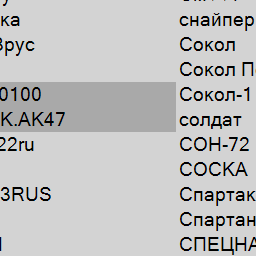 ка
снайпер
Зрус
Сокол
Сокол П
0100
Сокол-1
K.AK47
солдат
22ru
СОН-72
СОСКА
3RUS
Спартак
Спартан
СПЕЦНА